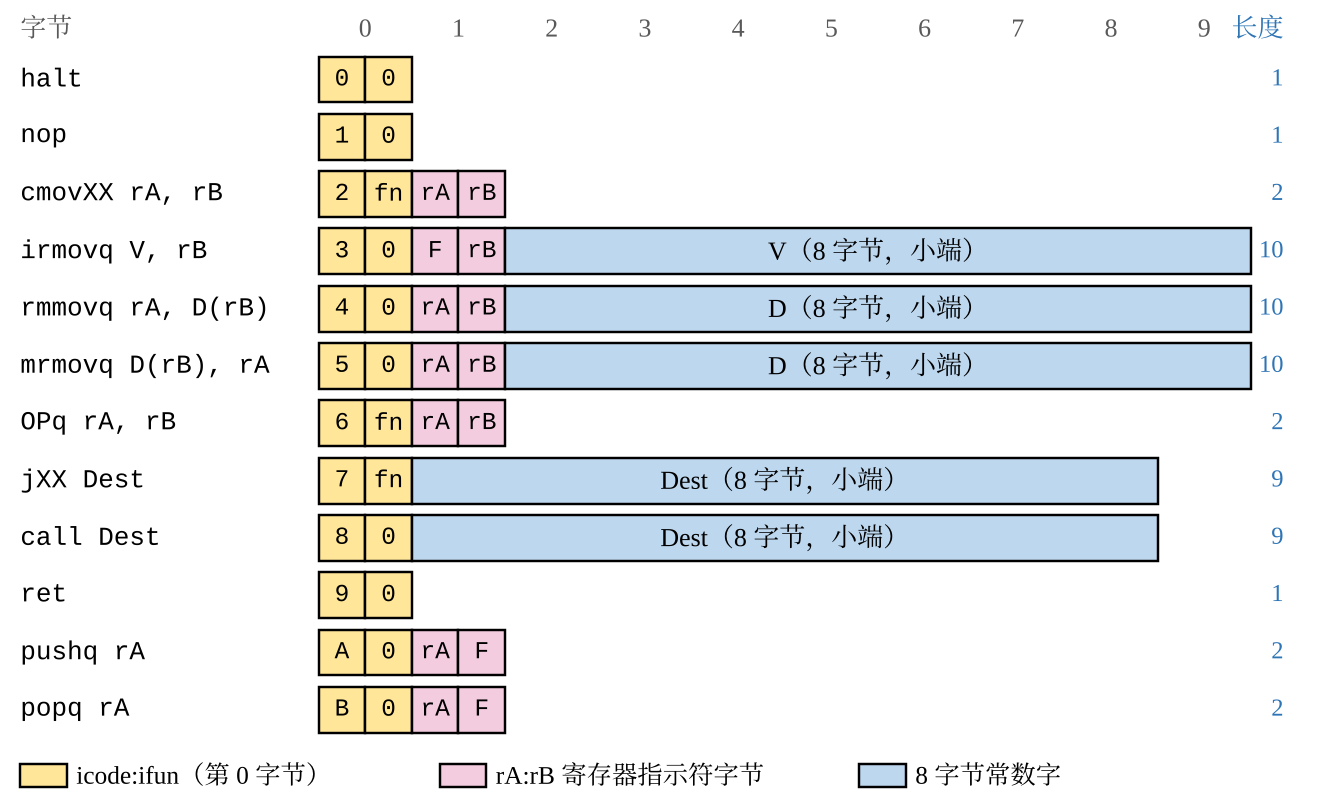 字节 0 1 2 3 4 5 6 7 8 9 长度
halt 0 0 1
nop 1 0 1
cmovXX rA, rB 2 fn rA rB 2
irmovq V, rB 3 0 F rB V（8 字节，小端） 10
rmmovq rA, D(rB) 4 0 rA rB D（8 字节，小端） 10
mrmovq D(rB), rA 5 0 rA rB D（8 字节，小端） 10
OPq rA, rB 6 fn rA rB 2
jXX Dest 7 fn Dest（8 字节，小端） 9
call Dest 8 0 Dest（8 字节，小端） 9
ret 9 0 1
pushq rA A 0 rA F 2
popq rA B 0 rA F 2
icode:ifun（第 0 字节） rA:rB 寄存器指示符字节 8 字节常数字